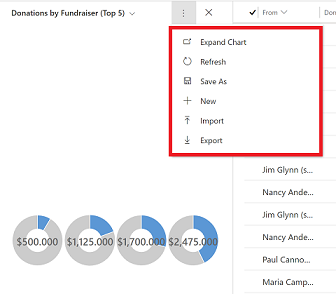 Donations by Fundraiser (Top 5)
From
Don
Expand Chart
Refresh
Save As
New
Import
Export
Jim Glynn (s...
Nancy Ande...
Jim Glynn (s...
Nancy Ande...
Paul Canno...
Maria Camp...
$500.000 $1,125.000 $1,700.000 $2,475.000